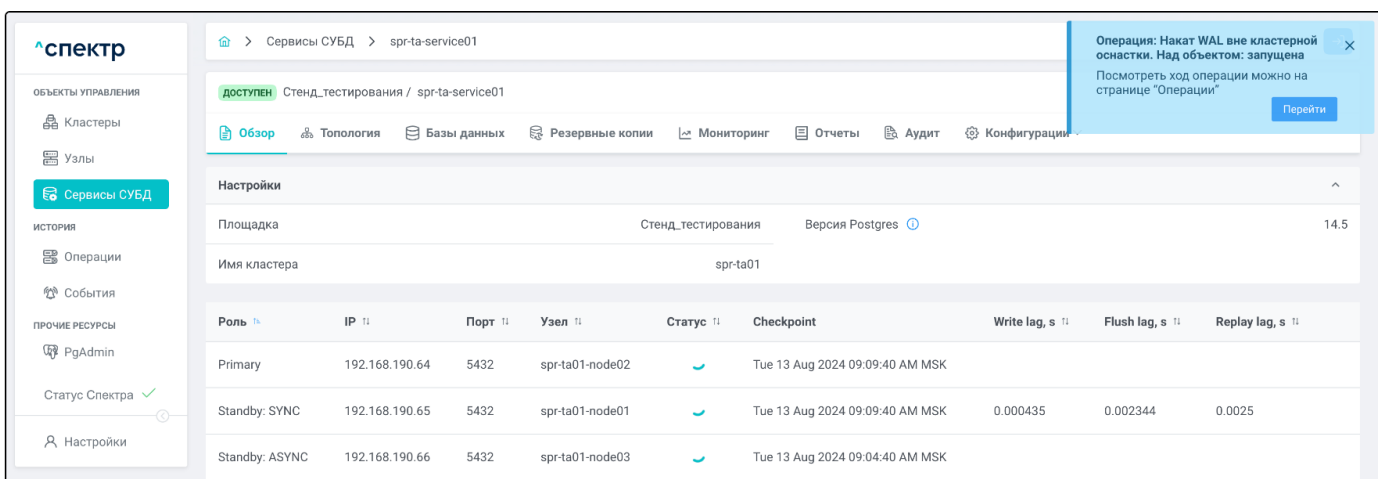 ^спектр
ОБЪЕКТЫ УПРАВЛЕНИЯ
Кластеры
Узлы
Сервисы СУБД
ИСТОРИЯ
Операции
События
ПРОЧИЕ РЕСУРСЫ
PgAdmin
Статус Спектра
Настройки
> Сервисы СУБД > spr-ta-service01
ДОСТУПЕН Стенд_тестирования / spr-ta-service01
Обзор Топология Базы данных Резервные копии Мониторинг Отчеты Аудит Конфигурации
Операция: Накат WAL вне кластерной
оснастки. Над объектом: запущена
Посмотреть ход операции можно на
странице "Операции"
Перейти
Настройки
Площадка Стенд_тестирования Версия Postgres 14.5
Имя кластера spr-ta01
Роль IP Порт Узел Статус Checkpoint Write lag, s Flush lag, s Replay lag, s
Primary 192.168.190.64 5432 spr-ta01-node02 Tue 13 Aug 2024 09:09:40 AM MSK
Standby: SYNC 192.168.190.65 5432 spr-ta01-node01 Tue 13 Aug 2024 09:09:40 AM MSK 0.000435 0.002344 0.0025
Standby: ASYNC 192.168.190.66 5432 spr-ta01-node03 Tue 13 Aug 2024 09:04:40 AM MSK